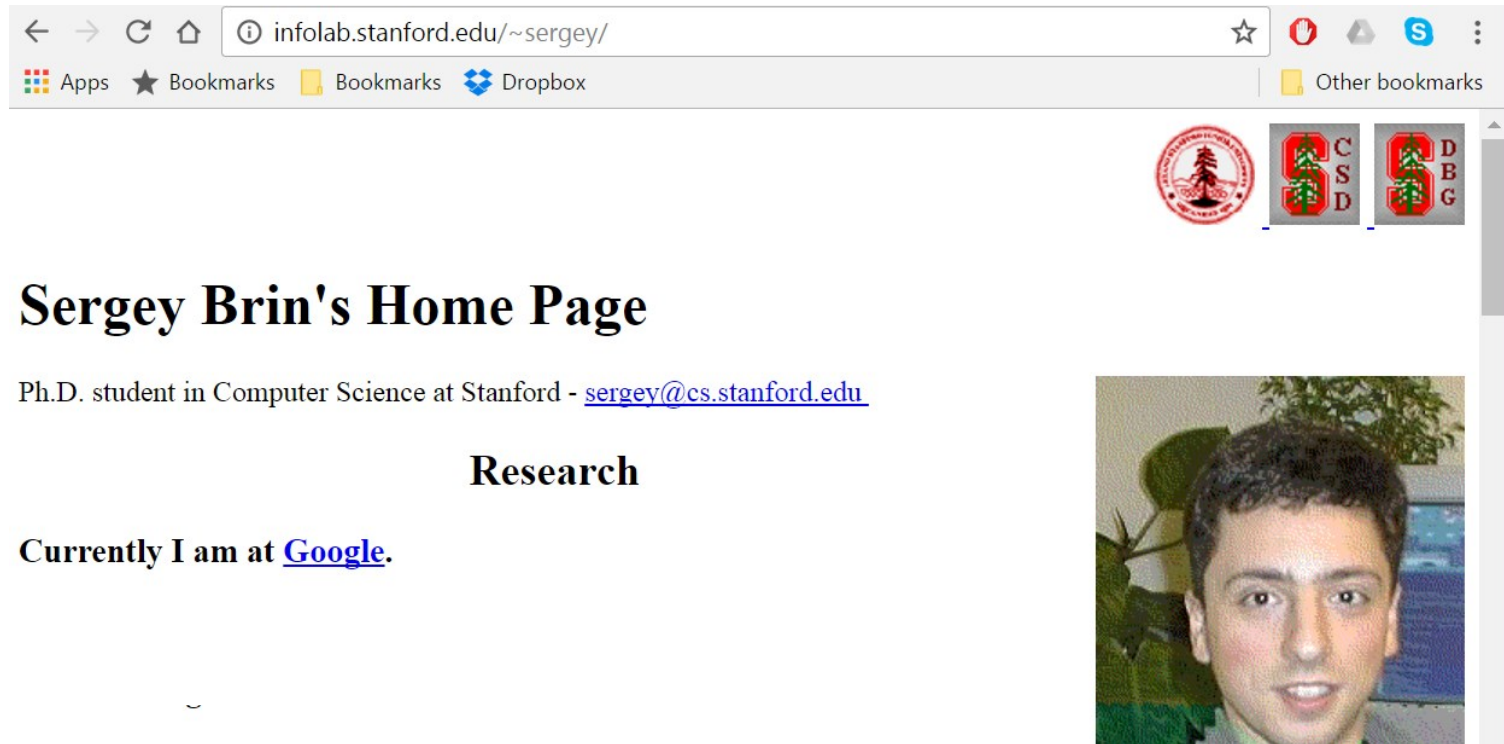 infolab.stanford.edu/~sergey/
S
Apps Bookmarks Bookmarks Dropbox Other bookmarks
C S D
D B G
Sergey Brin's Home Page
Ph.D. student in Computer Science at Stanford - sergey@cs.stanford.edu
Research
Currently I am at Google.